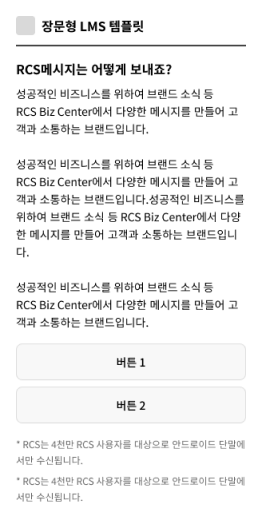 장문형 LMS 템플릿
RCS메시지는 어떻게 보내죠?
성공적인 비즈니스를 위하여 브랜드 소식 등
RCS Biz Center에서 다양한 메시지를 만들어 고
객과 소통하는 브랜드입니다.
성공적인 비즈니스를 위하여 브랜드 소식 등
RCS Biz Center에서 다양한 메시지를 만들어 고
객과 소통하는 브랜드입니다.성공적인 비즈니스를
위하여 브랜드 소식 등 RCS Biz Center에서 다양
한 메시지를 만들어 고객과 소통하는 브랜드입니
다.
성공적인 비즈니스를 위하여 브랜드 소식 등
RCS Biz Center에서 다양한 메시지를 만들어 고
객과 소통하는 브랜드입니다.
버튼 1
버튼 2
* RCS는 4천만 RCS 사용자를 대상으로 안드로이드 단말에
서만 수신됩니다.
* RCS는 4천만 RCS 사용자를 대상으로 안드로이드 단말에
서만 수신됩니다.